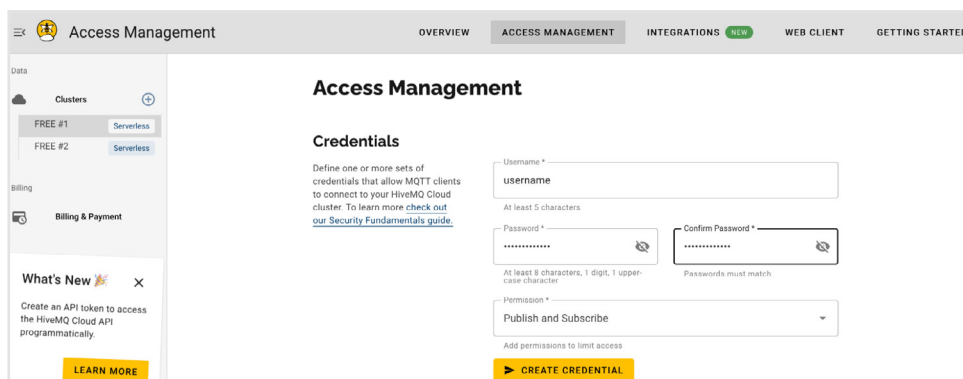 Access Management
OVERVIEW
ACCESS MANAGEMENT
INTEGRATIONS NEW
WEB CLIENT
GETTING STARTED
Data
Clusters
FREE #1 Serverless
FREE #2 Serverless
Billing
Billing & Payment
What's New
Create an API token to access
the HiveMQ Cloud API
programmatically.
LEARN MORE
Access Management
Credentials
Define one or more sets of
credentials that allow MQTT clients
to connect to your HiveMQ Cloud
cluster. To learn more check out
our Security Fundamentals guide.
Username *
username
At least 5 characters
Password *
•••••••••••••
At least 8 characters, 1 digit, 1 upper-
case character
Confirm Password *
•••••••••••••
Passwords must match
Permission *
Publish and Subscribe
Add permissions to limit access
CREATE CREDENTIAL